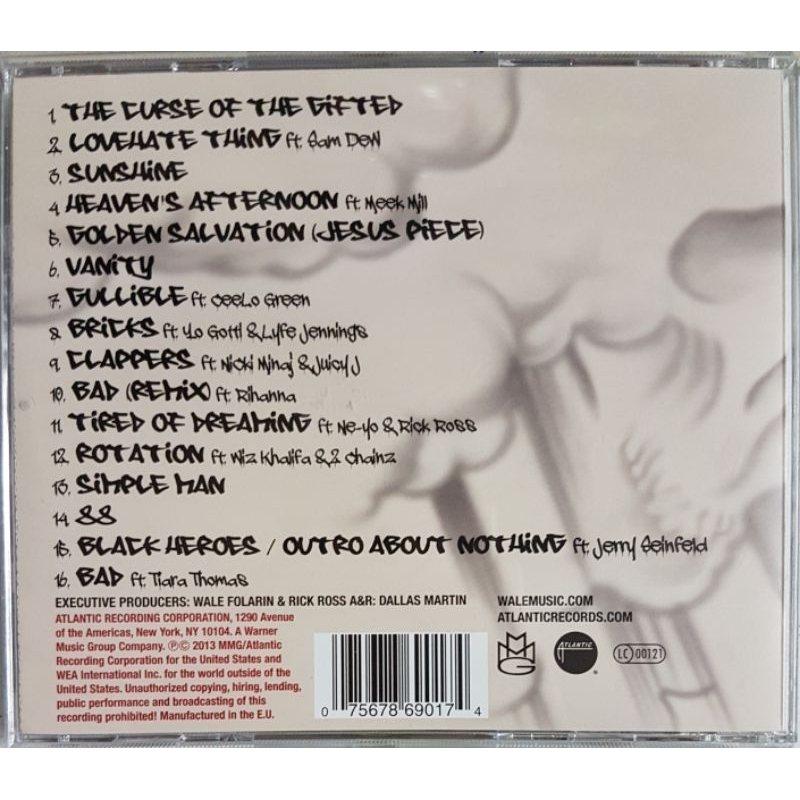 1. THE CURSE OF THE GIFTED
2. LOVEHATE THING ft. Sam Dew
3. SUNSHINE
4. HEAVEN'S AFTERNOON ft. Meek Mill
5. GOLDEN SALVATION (JESUS PIECE)
6. VANITY
7. GULLIBLE ft. CeeLo Green
8. BRICKS ft. Yo Gotti & Lyfe Jennings
9. CLAPPERS ft. Nicki Minaj & Juicy J
10. BAD (REMIX) ft. Rihanna
11. TIRED OF DREAMING ft. Ne-Yo & Rick Ross
12. ROTATION ft. Wiz Khalifa & 2 Chainz
13. SIMPLE MAN
14. 88
15. BLACK HEROES / OUTRO ABOUT NOTHING ft. Jerry Seinfeld
16. BAD ft. Tiara Thomas
EXECUTIVE PRODUCERS: WALE FOLARIN & RICK ROSS A&R: DALLAS MARTIN
WALEMUSIC.COM
ATLANTICRECORDS.COM
ATLANTIC RECORDING CORPORATION, 1290 Avenue
of the Americas, New York, NY 10104. A Warner
Music Group Company. ℗© 2013 MMG/Atlantic
Recording Corporation for the United States and
WEA International Inc. for the world outside of the
United States. Unauthorized copying, hiring, lending,
public performance and broadcasting of this
recording prohibited! Manufactured in the E.U.
0 75678 69017 4
MMG
ATLANTIC
LC 00121